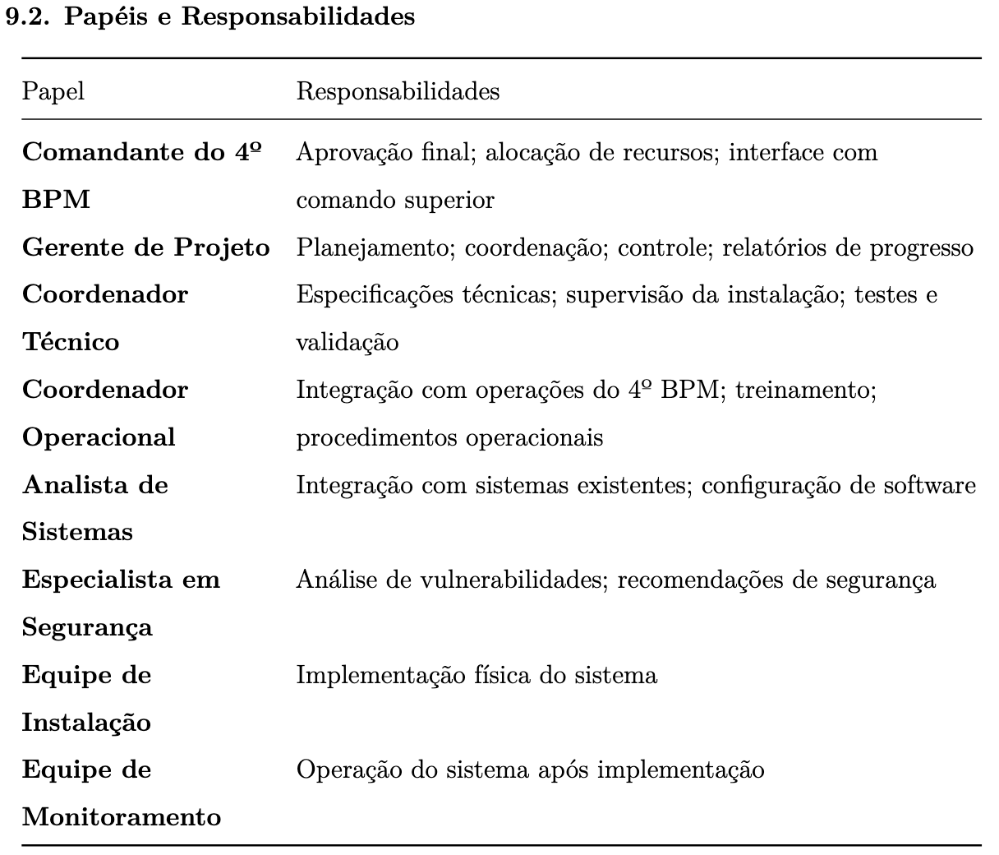 9.2. Papéis e Responsabilidades
Papel Responsabilidades
Comandante do 4º Aprovação final; alocação de recursos; interface com
BPM comando superior
Gerente de Projeto Planejamento; coordenação; controle; relatórios de progresso
Coordenador Especificações técnicas; supervisão da instalação; testes e
Técnico validação
Coordenador Integração com operações do 4º BPM; treinamento;
Operacional procedimentos operacionais
Analista de Integração com sistemas existentes; configuração de software
Sistemas
Especialista em Análise de vulnerabilidades; recomendações de segurança
Segurança
Equipe de Implementação física do sistema
Instalação
Equipe de Operação do sistema após implementação
Monitoramento